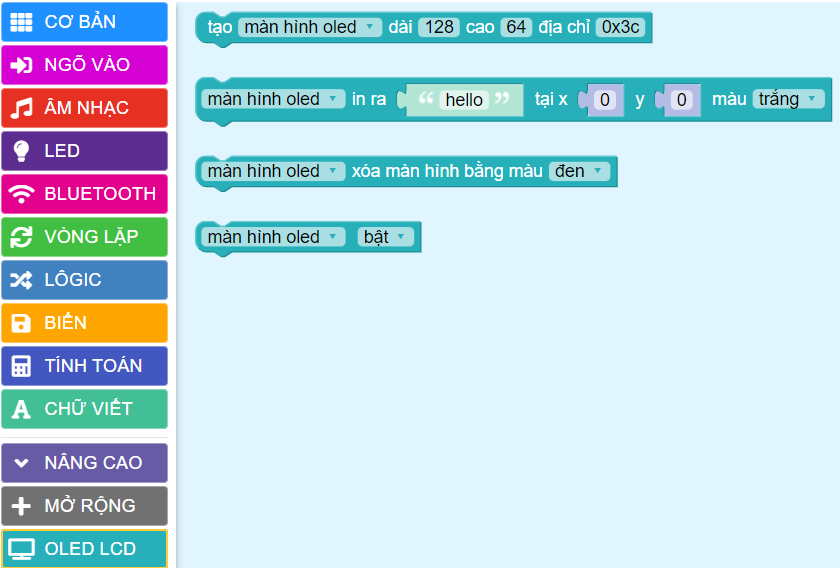 CƠ BẢN
NGÕ VÀO
ÂM NHẠC
LED
BLUETOOTH
VÒNG LẶP
LÔGIC
BIẾN
TÍNH TOÁN
CHỮ VIẾT
NÂNG CAO
MỞ RỘNG
OLED LCD
tạo màn hình oled dài 128 cao 64 địa chỉ 0x3c
màn hình oled in ra “ hello ” tại x 0 y 0 màu trắng
màn hình oled xóa màn hình bằng màu đen
màn hình oled bật